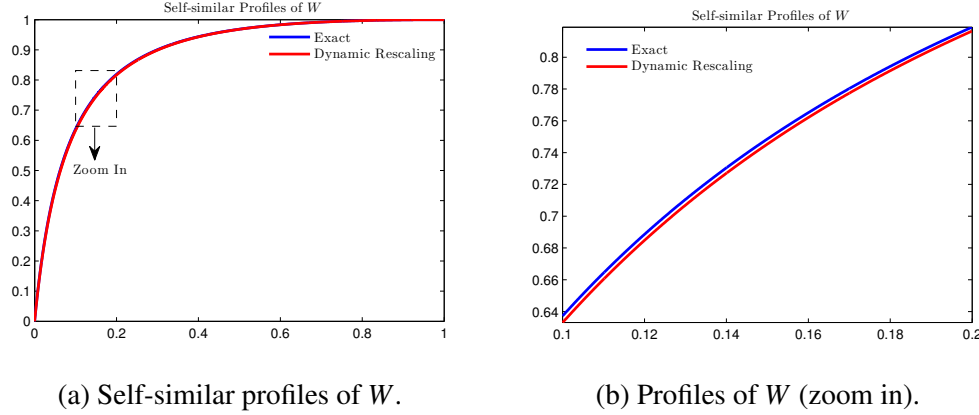 Self-similar Profiles of W
1
0.9
0.8
0.7
0.6
0.5
0.4
0.3
0.2
0.1
0
Exact
Dynamic Rescaling
Zoom In
0 0.2 0.4 0.6 0.8 1
(a) Self-similar profiles of W.
Self-similar Profiles of W
0.8
0.78
0.76
0.74
0.72
0.7
0.68
0.66
0.64
Exact
Dynamic Rescaling
0.1 0.12 0.14 0.16 0.18 0.2
(b) Profiles of W (zoom in).